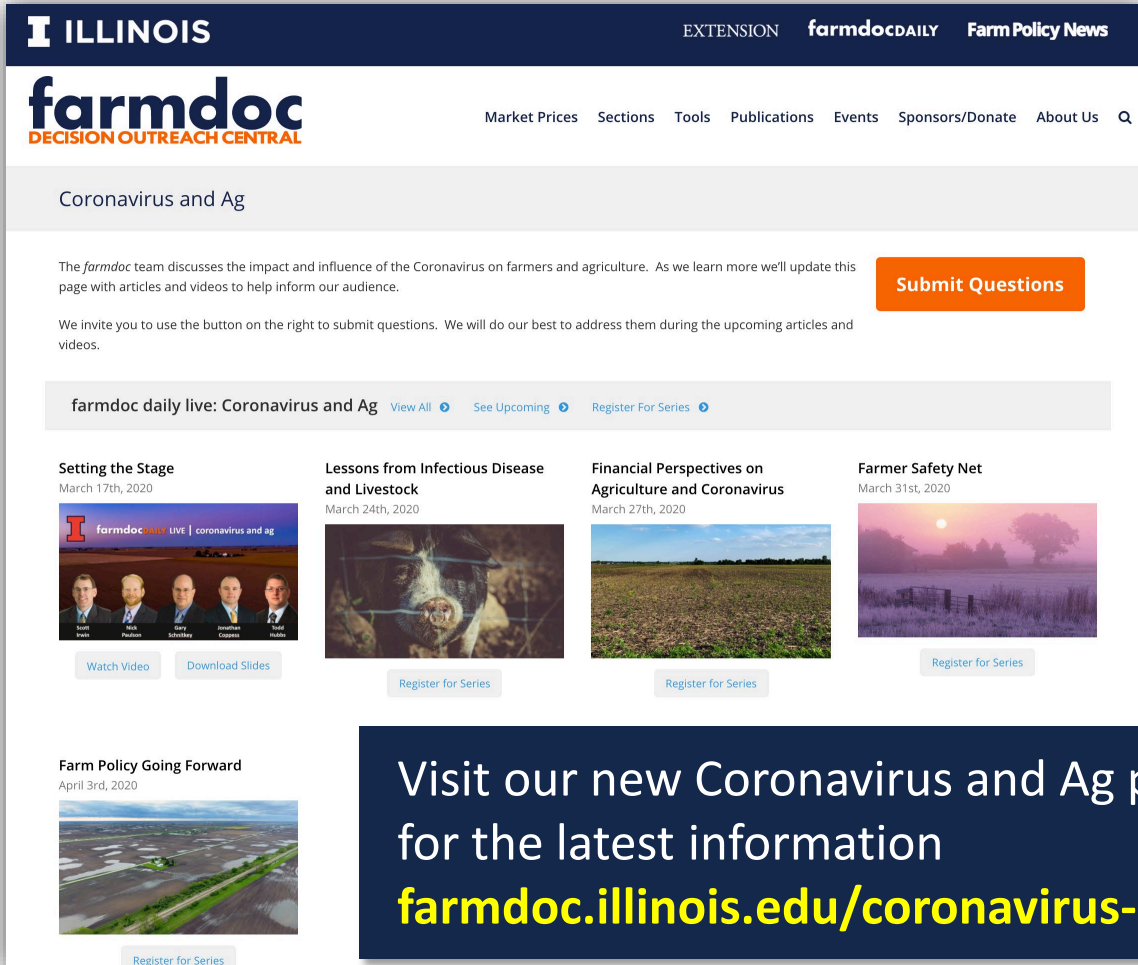 I ILLINOIS
EXTENSION farmdocDAILY Farm Policy News
farmdoc
DECISION OUTREACH CENTRAL
Market Prices Sections Tools Publications Events Sponsors/Donate About Us
Coronavirus and Ag
The farmdoc team discusses the impact and influence of the Coronavirus on farmers and agriculture. As we learn more we'll update this
page with articles and videos to help inform our audience.
We invite you to use the button on the right to submit questions. We will do our best to address them during the upcoming articles and
videos.
Submit Questions
farmdoc daily live: Coronavirus and Ag View All See Upcoming Register For Series
Setting the Stage
March 17th, 2020
I farmdocDAILY LIVE | coronavirus and ag
Scott Irwin
Nick Paulson
Gary Schnitkey
Jonathan Coppess
Todd Hubbs
Watch Video Download Slides
Lessons from Infectious Disease
and Livestock
March 24th, 2020
Register for Series
Financial Perspectives on
Agriculture and Coronavirus
March 27th, 2020
Register for Series
Farmer Safety Net
March 31st, 2020
Register for Series
Farm Policy Going Forward
April 3rd, 2020
Register for Series
Visit our new Coronavirus and Ag p
for the latest information
farmdoc.illinois.edu/coronavirus-